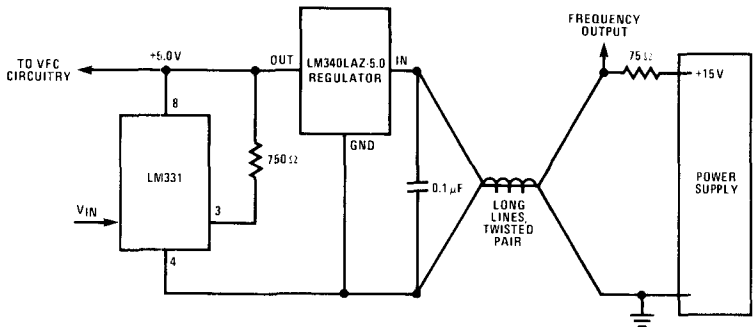 FREQUENCY
OUTPUT
TO VFC
CIRCUITRY
+5.0V
OUT
LM340LAZ-5.0
REGULATOR
IN
75Ω
+15V
8
GND
750Ω
LM331
0.1μF
POWER
SUPPLY
VIN
3
LONG
LINES,
TWISTED
PAIR
4